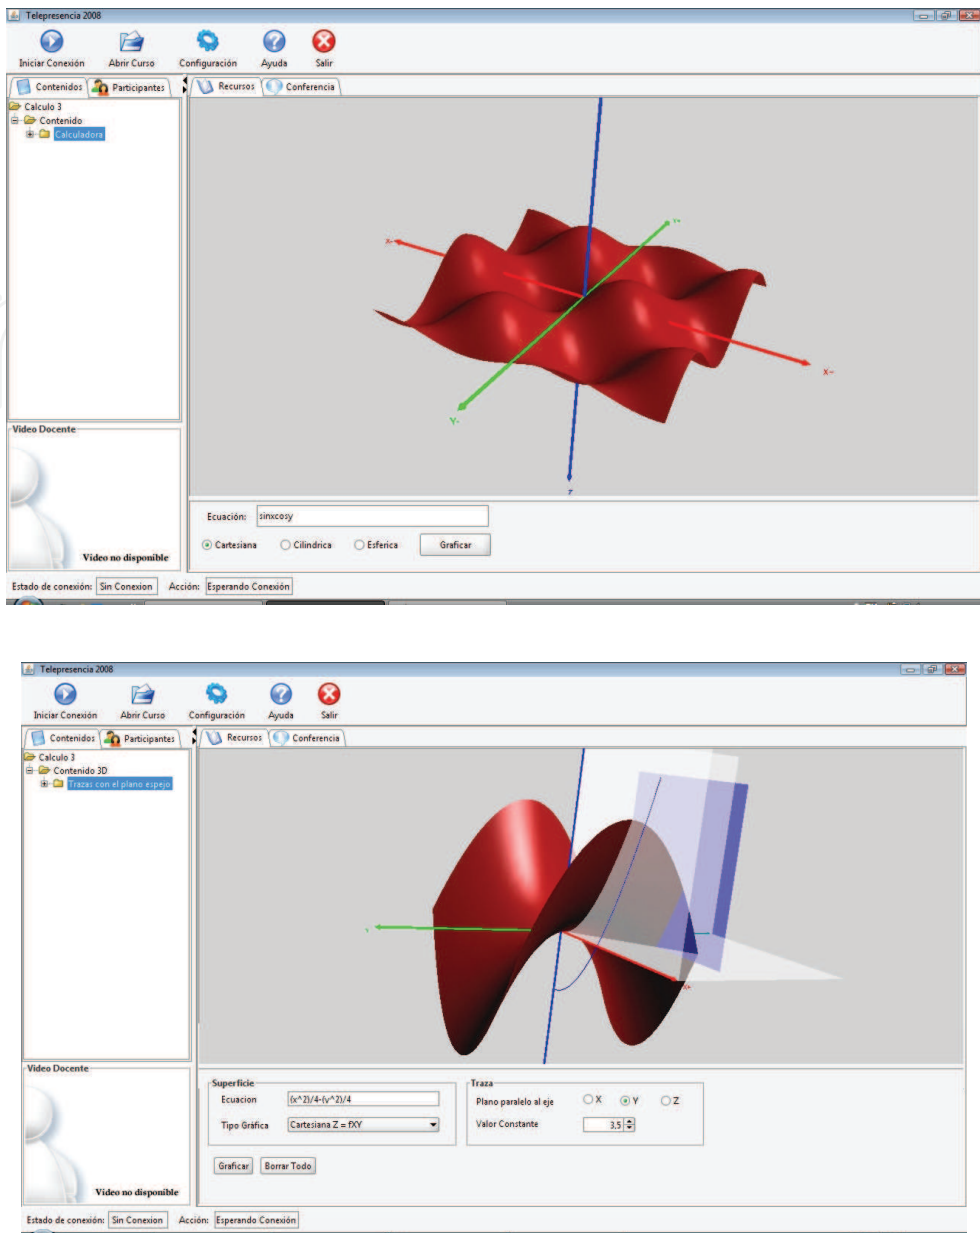 Telepresencia 2008
Iniciar Conexión Abrir Curso Configuración Ayuda Salir
Contenidos Participantes Recursos Conferencia
Calculo 3
Contenido
Calculadora
X-
Y+
X-
Y-
Z
Video Docente
Video no disponible
Ecuación: sinxcosy
Cartesiana Cilindrica Esferica Graficar
Estado de conexión: Sin Conexion Acción: Esperando Conexión
Telepresencia 2008
Iniciar Conexión Abrir Curso Configuración Ayuda Salir
Contenidos Participantes Recursos Conferencia
Calculo 3
Contenido 3D
Trazas con el plano espejo
X+
Video Docente
Video no disponible
Superficie
Ecuacion (x^2)/4-(y^2)/4
Tipo Gráfica Cartesiana Z = fXY
Traza
Plano paralelo al eje X Y Z
Valor Constante 3,5
Graficar Borrar Todo
Estado de conexión: Sin Conexion Acción: Esperando Conexión